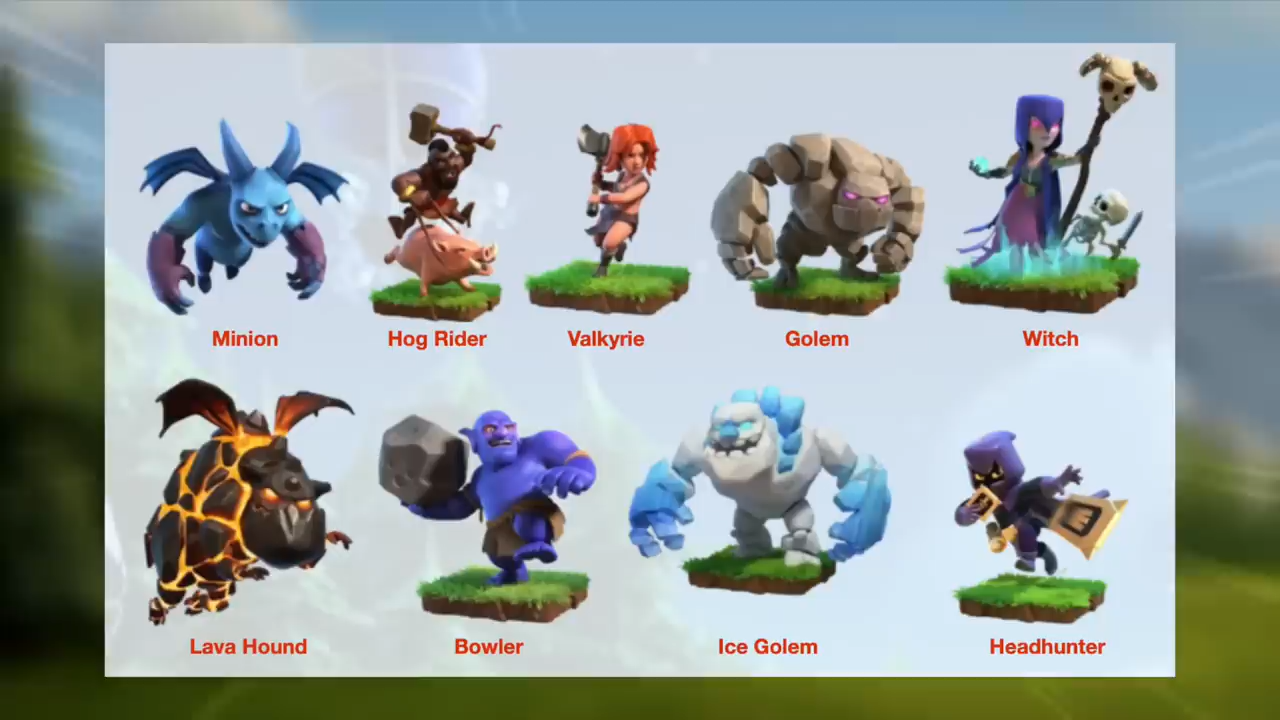 Minion
Hog Rider
Valkyrie
Golem
Witch
Lava Hound
Bowler
Ice Golem
Headhunter